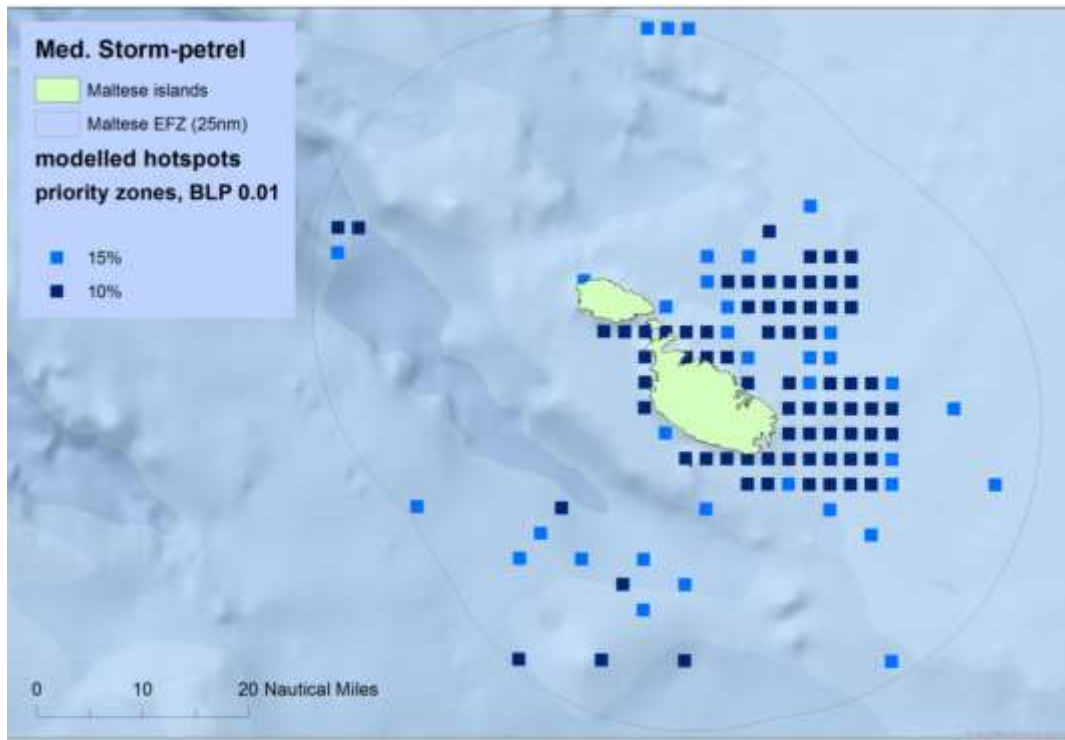 Med. Storm-petrel
Maltese islands
Maltese EFZ (25nm)
modelled hotspots
priority zones, BLP 0.01
15%
10%
0 10 20 Nautical Miles